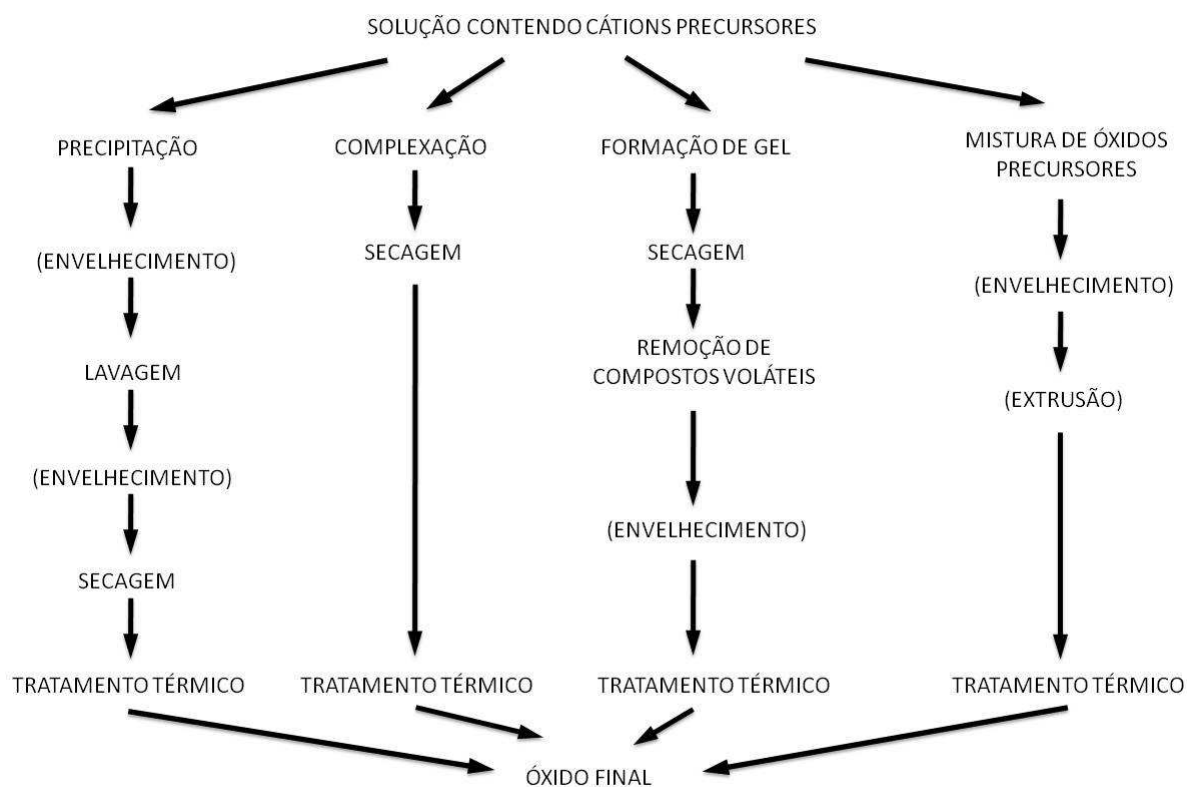 SOLUÇÃO CONTENDO CÁTIONS PRECURSORES
PRECIPITAÇÃO
(ENVELHECIMENTO)
LAVAGEM
(ENVELHECIMENTO)
SECAGEM
TRATAMENTO TÉRMICO
COMPLEXAÇÃO
SECAGEM
TRATAMENTO TÉRMICO
FORMAÇÃO DE GEL
SECAGEM
REMOÇÃO DE
COMPOSTOS VOLÁTEIS
(ENVELHECIMENTO)
TRATAMENTO TÉRMICO
MISTURA DE ÓXIDOS
PRECURSORES
(ENVELHECIMENTO)
(EXTRUSÃO)
TRATAMENTO TÉRMICO
ÓXIDO FINAL